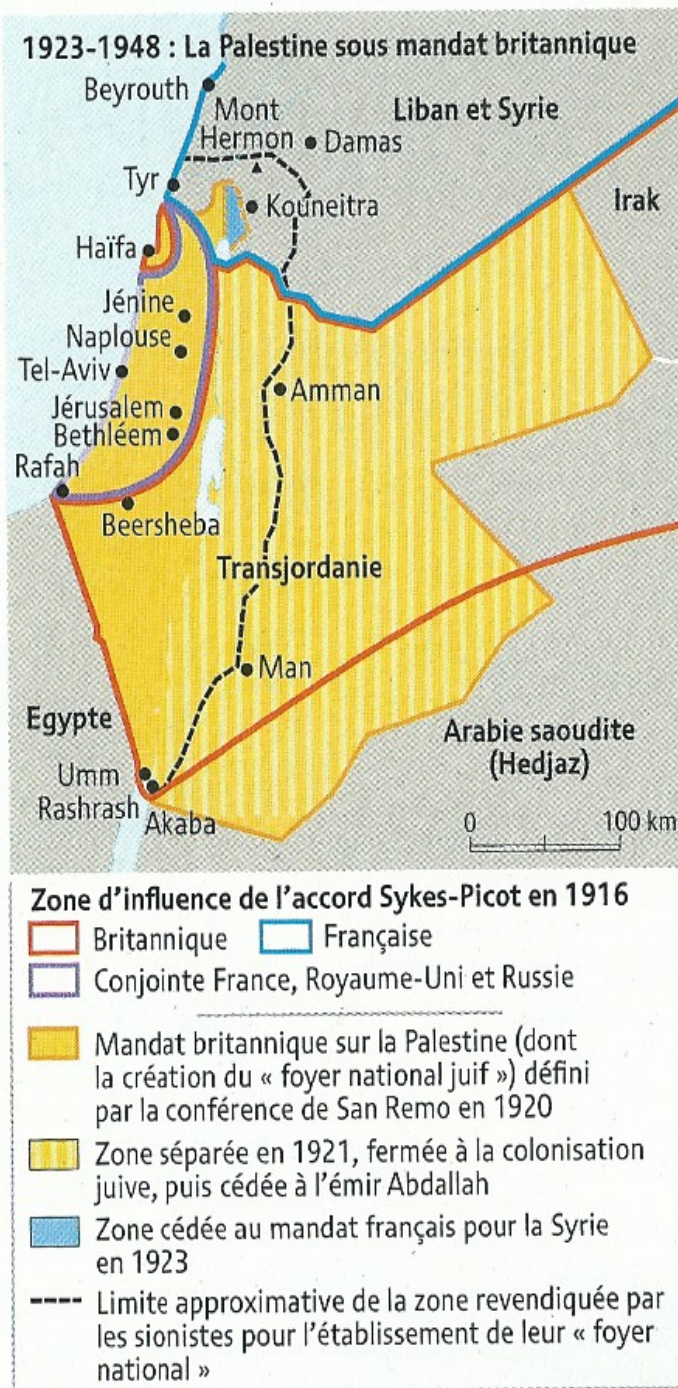 1923-1948 : La Palestine sous mandat britannique
Beyrouth
Mont
Hermon
Damas
Liban et Syrie
Tyr
Kouneitra
Irak
Haïfa
Jénine
Naplouse
Tel-Aviv
Amman
Jérusalem
Bethléem
Rafah
Beersheba
Transjordanie
Man
Egypte
Arabie saoudite
(Hedjaz)
Umm
Rashrash
Akaba
0 100 km
Zone d'influence de l'accord Sykes-Picot en 1916
Britannique Française
Conjointe France, Royaume-Uni et Russie
Mandat britannique sur la Palestine (dont
la création du « foyer national juif ») défini
par la conférence de San Remo en 1920
Zone séparée en 1921, fermée à la colonisation
juive, puis cédée à l'émir Abdallah
Zone cédée au mandat français pour la Syrie
en 1923
Limite approximative de la zone revendiquée par
les sionistes pour l'établissement de leur « foyer
national »